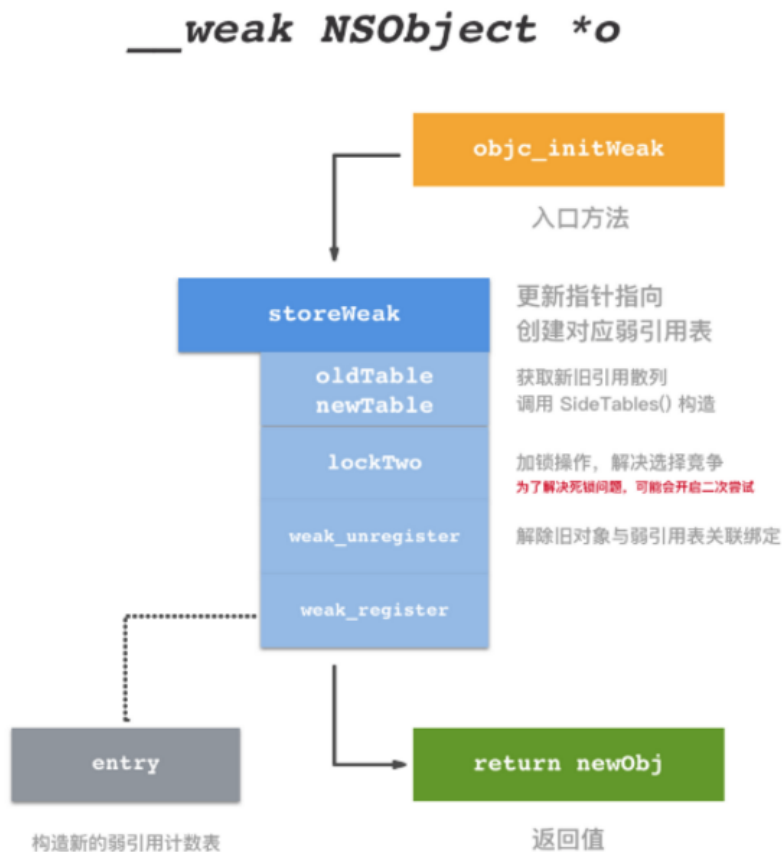 __weak NSObject *o
objc_initWeak
入口方法
storeWeak
更新指针指向
创建对应弱引用表
oldTable
newTable
获取新旧引用散列
调用 SideTables() 构造
lockTwo
加锁操作，解决选择竞争
为了解决死锁问题，可能会开启二次尝试
weak_unregister
解除旧对象与弱引用表关联绑定
weak_register
entry
构造新的弱引用计数表
return newObj
返回值